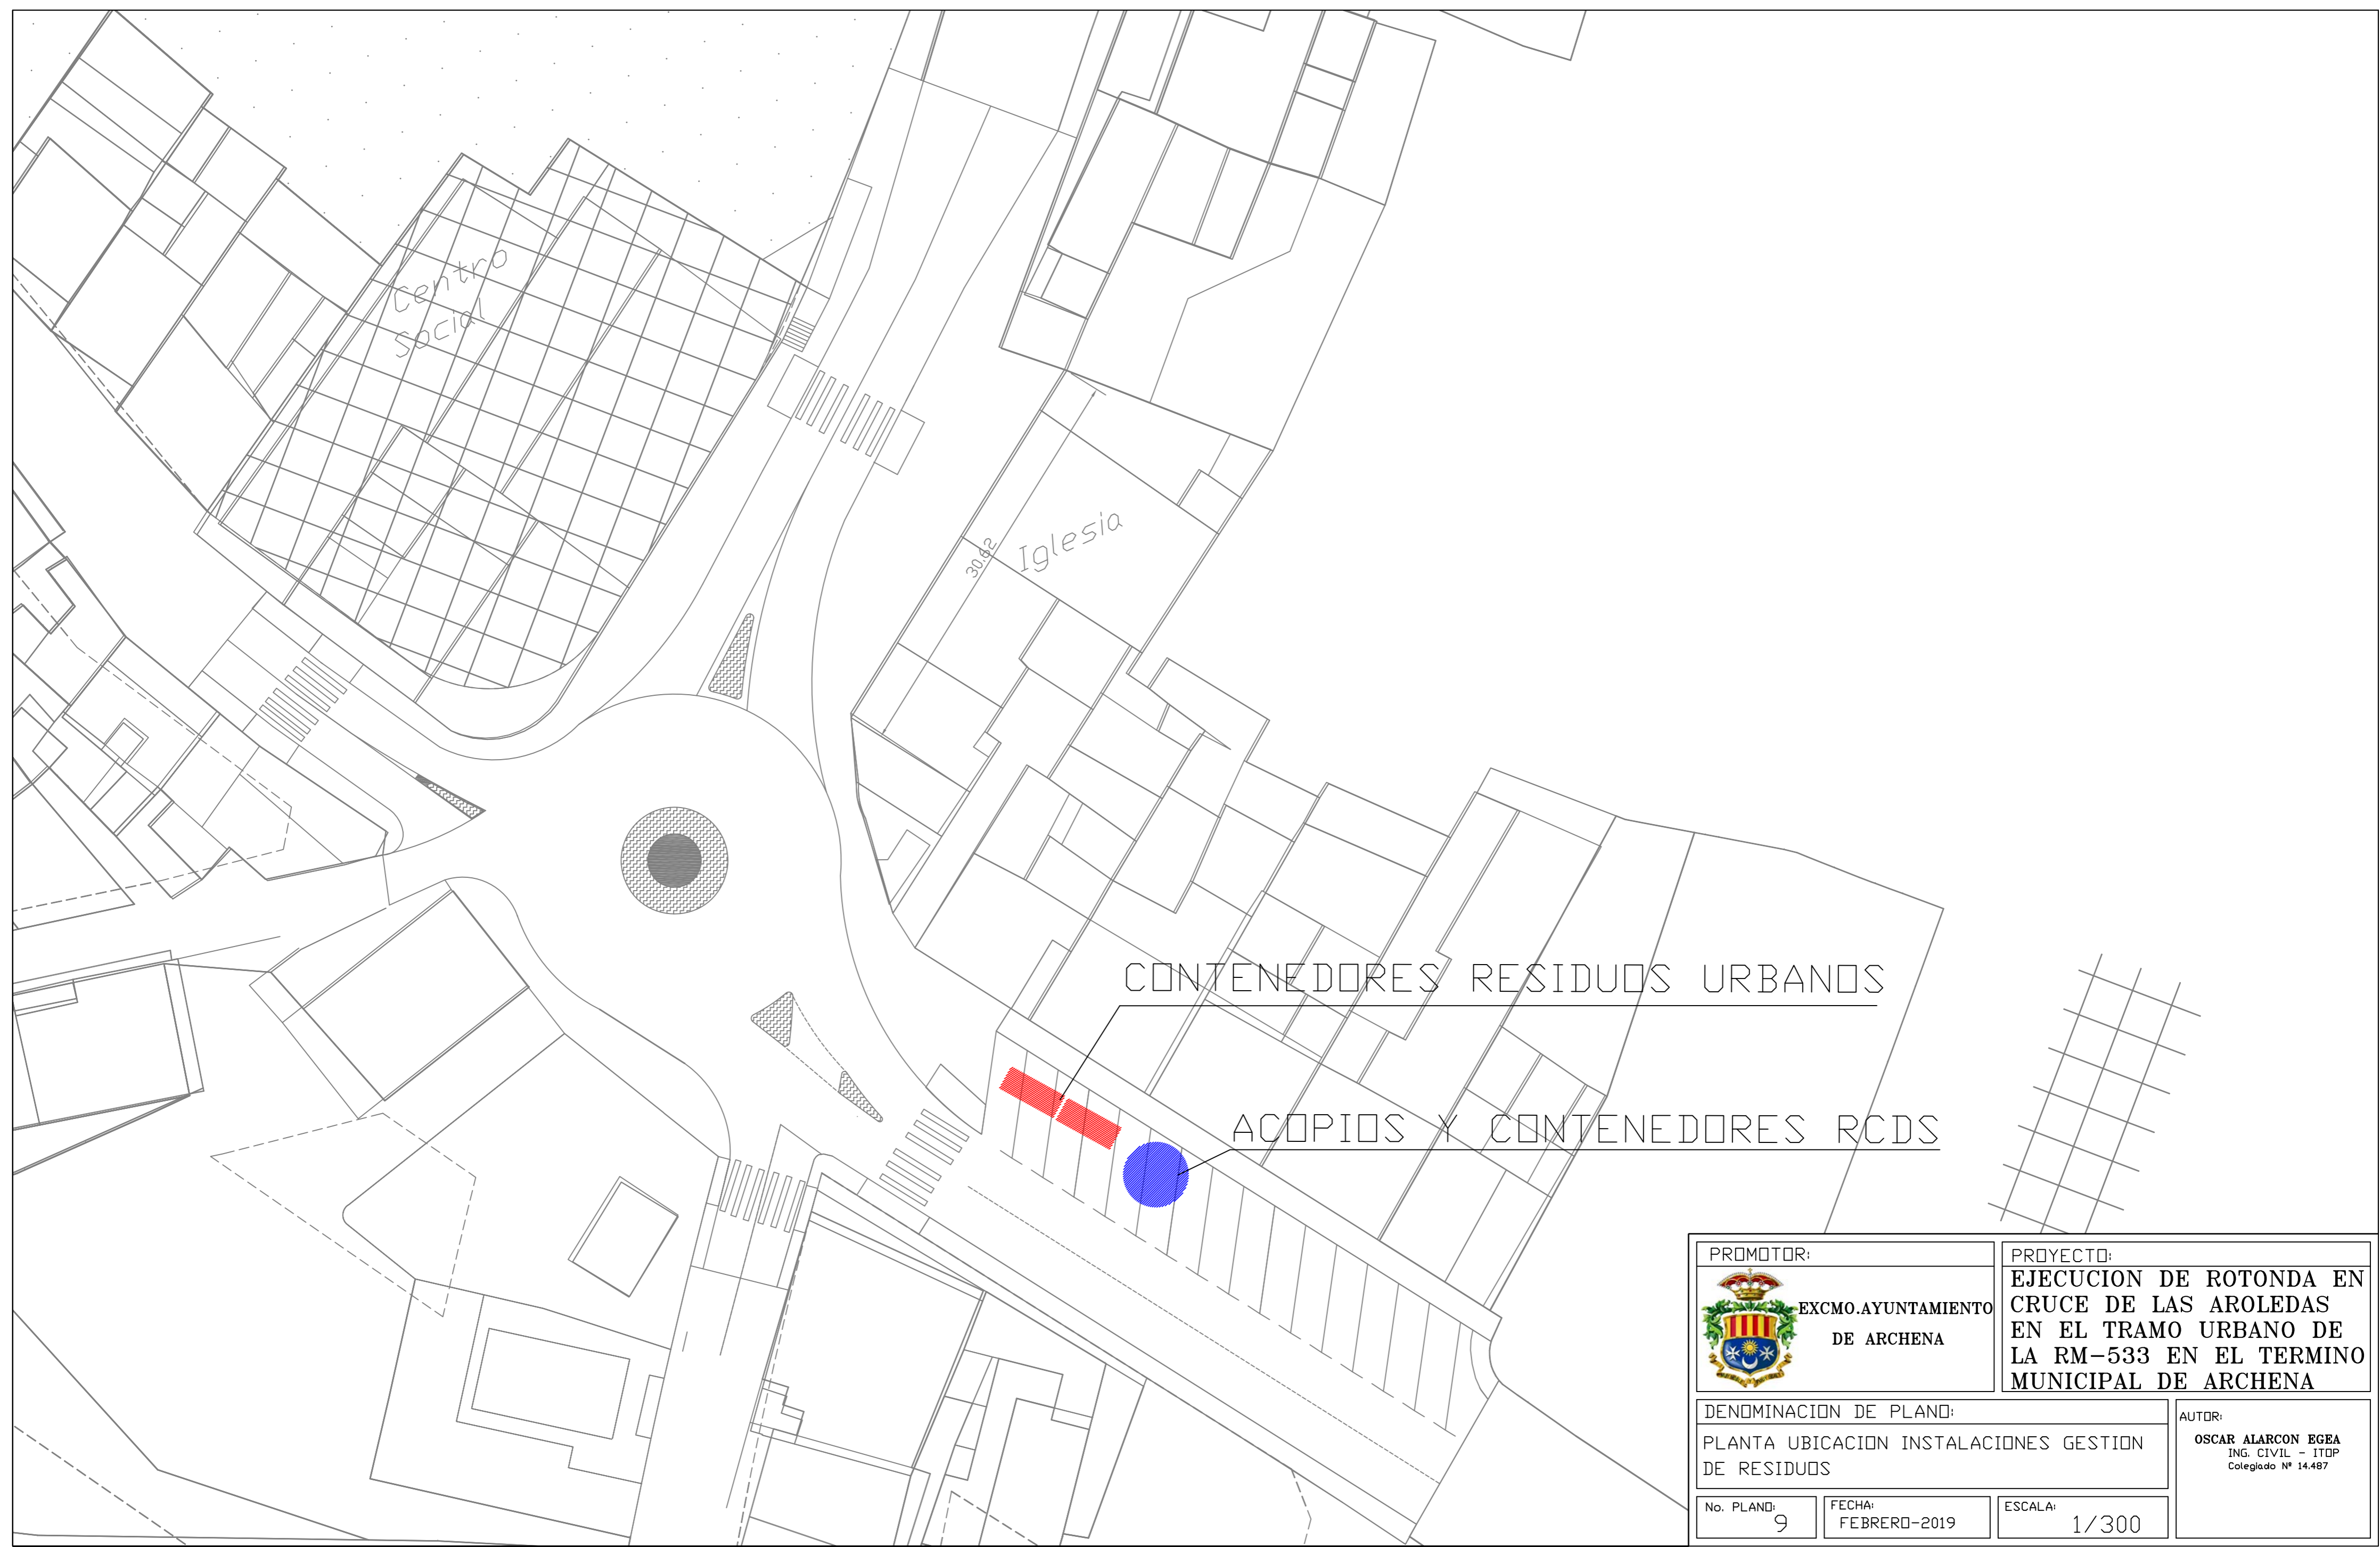 Centro
Social
30.62
Iglesia
CONTENEDORES RESIDUOS URBANOS
ACOPIOS Y CONTENEDORES RCDS
PROMOTOR:
EXCMO.AYUNTAMIENTO
DE ARCHENA
PROYECTO:
EJECUCION DE ROTONDA EN
CRUCE DE LAS AROLEDAS
EN EL TRAMO URBANO DE
LA RM-533 EN EL TERMINO
MUNICIPAL DE ARCHENA
DENOMINACION DE PLANO:
PLANTA UBICACION INSTALACIONES GESTION
DE RESIDUOS
AUTOR:
OSCAR ALARCON EGEA
ING. CIVIL - ITOP
Colegiado Nº 14.487
No. PLANO:
9
FECHA:
FEBRERO-2019
ESCALA:
1/300